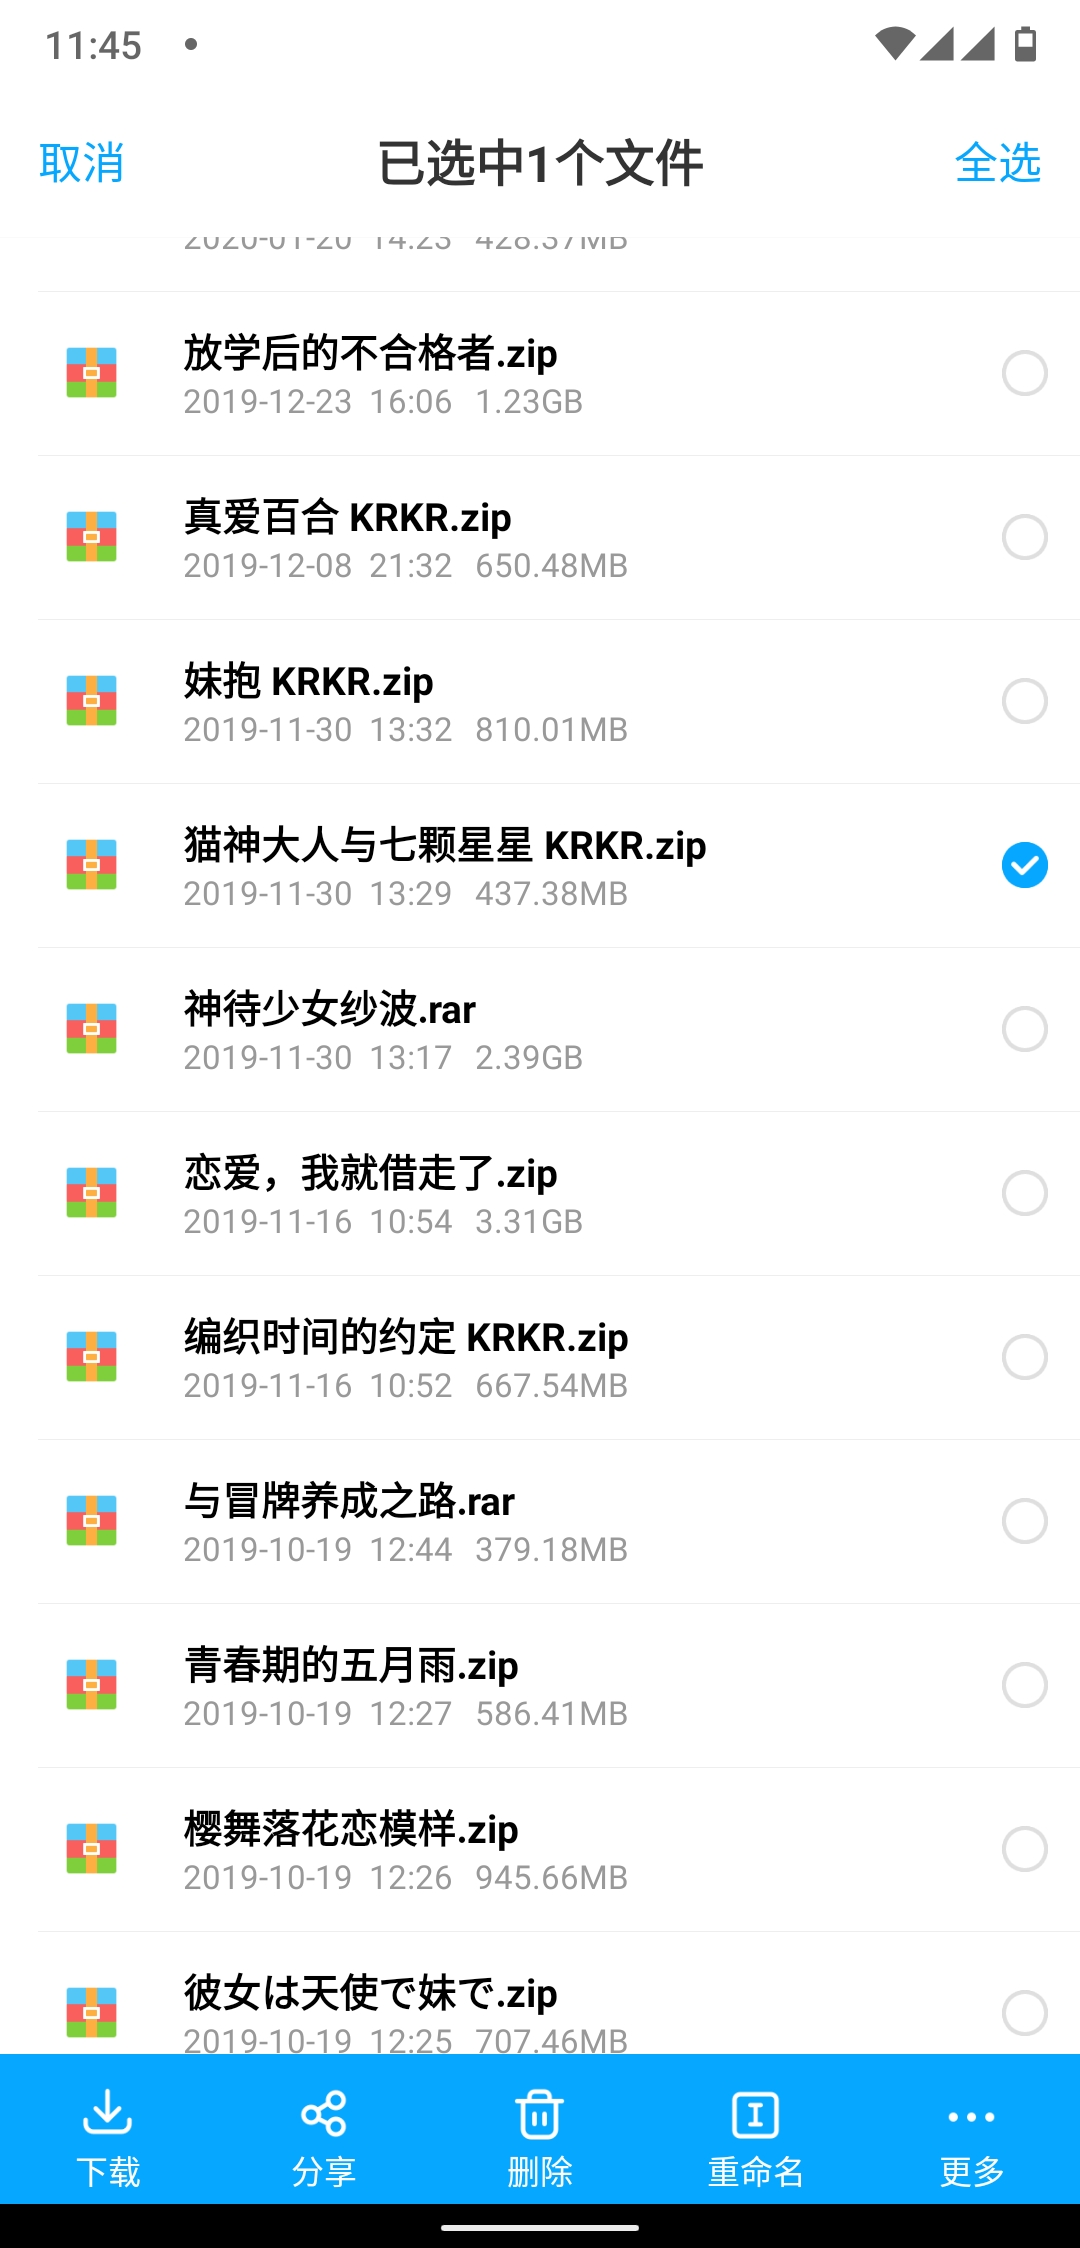 11:45
取消
已选中1个文件
全选
2020-01-20 14:23 428.37MB
放学后的不合格者.zip
2019-12-23 16:06 1.23GB
真爱百合 KRKR.zip
2019-12-08 21:32 650.48MB
妹抱 KRKR.zip
2019-11-30 13:32 810.01MB
猫神大人与七颗星星 KRKR.zip
2019-11-30 13:29 437.38MB
神待少女纱波.rar
2019-11-30 13:17 2.39GB
恋爱，我就借走了.zip
2019-11-16 10:54 3.31GB
编织时间的约定 KRKR.zip
2019-11-16 10:52 667.54MB
与冒牌养成之路.rar
2019-10-19 12:44 379.18MB
青春期的五月雨.zip
2019-10-19 12:27 586.41MB
樱舞落花恋模样.zip
2019-10-19 12:26 945.66MB
彼女は天使で妹で.zip
2019-10-19 12:25 707.46MB
下载
分享
删除
重命名
更多